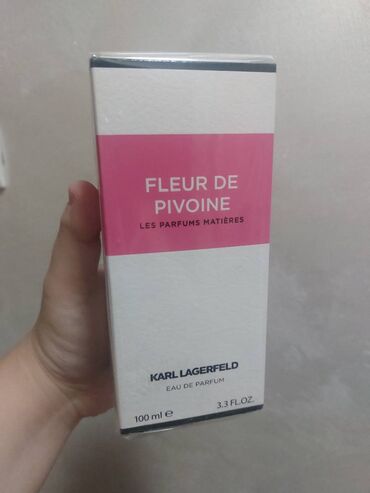 FLEUR DE
PIVOINE
LES PARFUMS MATIÈRES
KARL LAGERFELD
EAU DE PARFUM
100 ml ℮ 3.3 FL.OZ.